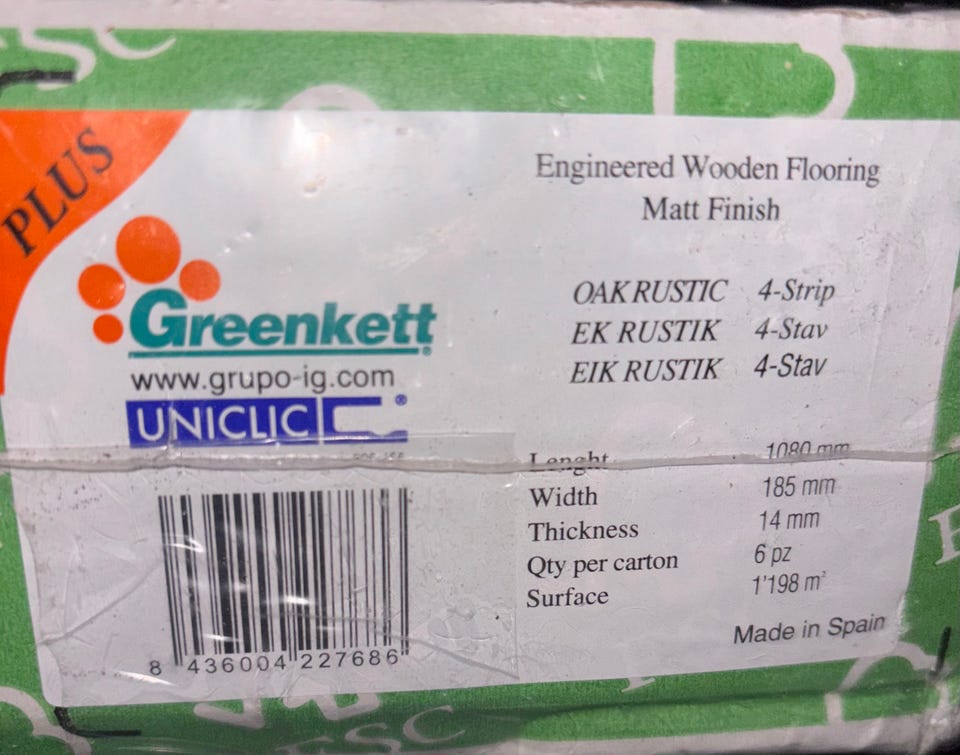 FSC
PLUS
Greenkett®
www.grupo-ig.com
UNICLIC ®
Engineered Wooden Flooring
Matt Finish
OAK RUSTIC 4-Strip
EK RUSTIK 4-Stav
EIK RUSTIK 4-Stav
Lenght 1080 mm
Width 185 mm
Thickness 14 mm
Qty per carton 6 pz
Surface 1'198 m²
Made in Spain
8 436004 227686
FSC